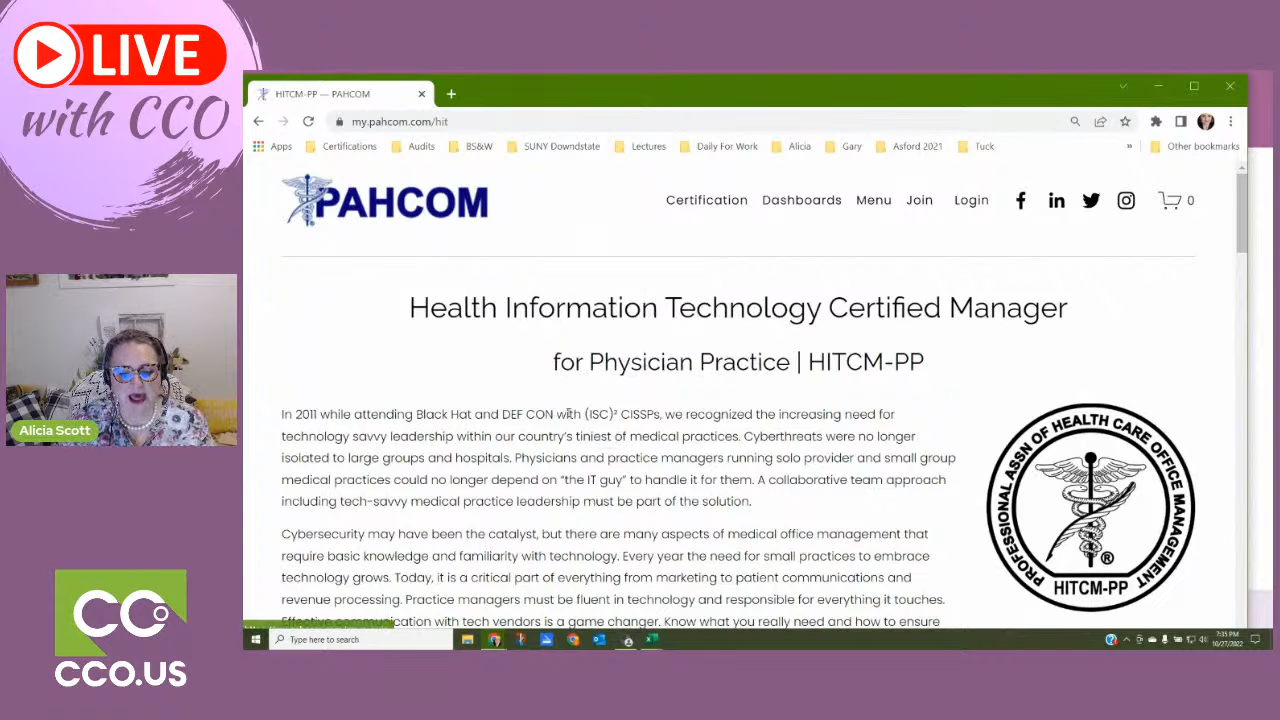 LIVE
with CCO
Alicia Scott
CCO
CCO.US
HITCM-PP — PAHCOM
my.pahcom.com/hit
Apps Certifications Audits BS&W SUNY Downstate Lectures Daily For Work Alicia Gary Asford 2021 Tuck » Other bookmarks
PAHCOM
Certification Dashboards Menu Join Login 0
Health Information Technology Certified Manager
for Physician Practice | HITCM-PP
In 2011 while attending Black Hat and DEF CON with (ISC)² CISSPs, we recognized the increasing need for
technology savvy leadership within our country's tiniest of medical practices. Cyberthreats were no longer
isolated to large groups and hospitals. Physicians and practice managers running solo provider and small group
medical practices could no longer depend on "the IT guy" to handle it for them. A collaborative team approach
including tech-savvy medical practice leadership must be part of the solution.
Cybersecurity may have been the catalyst, but there are many aspects of medical office management that
require basic knowledge and familiarity with technology. Every year the need for small practices to embrace
technology grows. Today, it is a critical part of everything from marketing to patient communications and
revenue processing. Practice managers must be fluent in technology and responsible for everything it touches.
Effective communication with tech vendors is a game changer. Know what you really need and how to ensure
PROFESSIONAL ASSN OF HEALTH CARE OFFICE MANAGEMENT
®
HITCM-PP
Type here to search
7:35 PM
10/27/2022